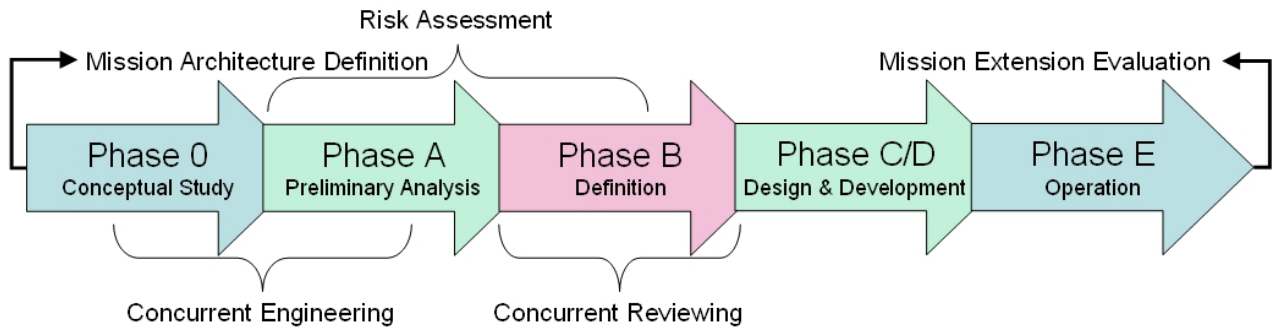 Risk Assessment
Mission Architecture Definition
Mission Extension Evaluation
Phase 0
Conceptual Study
Phase A
Preliminary Analysis
Phase B
Definition
Phase C/D
Design & Development
Phase E
Operation
Concurrent Engineering
Concurrent Reviewing